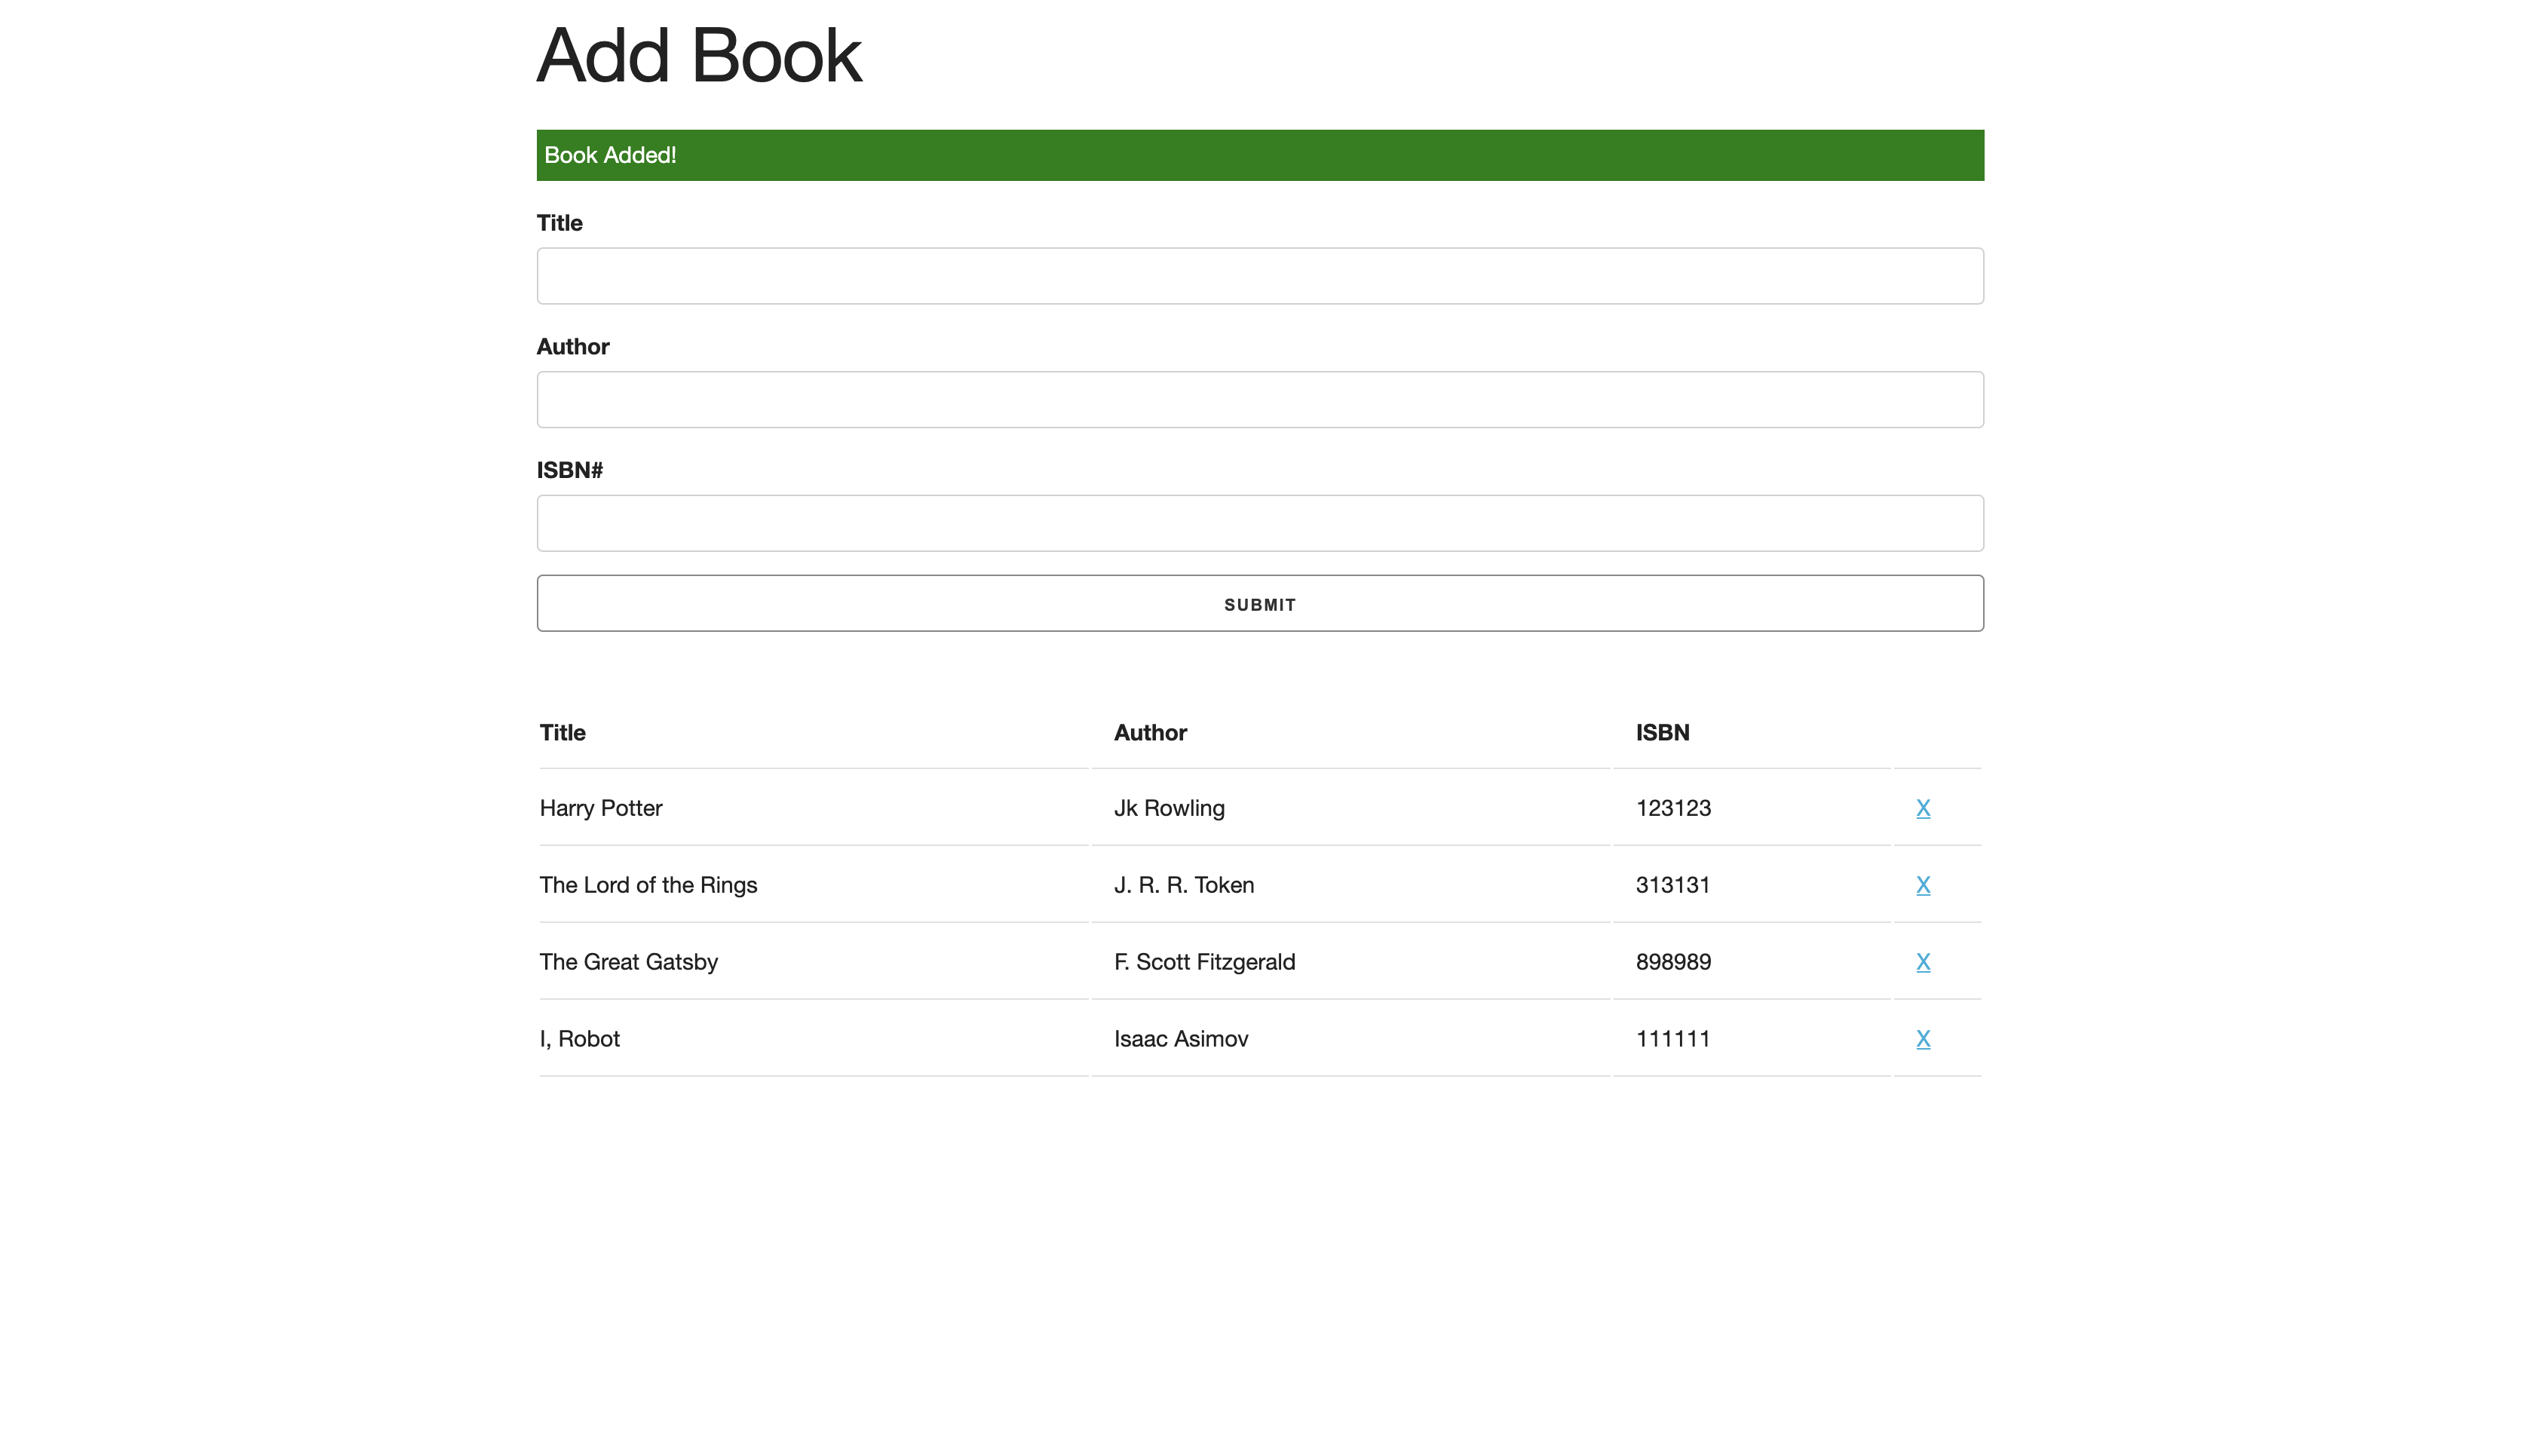 Add Book
Book Added!
Title
Author
ISBN#
SUBMIT
Title Author ISBN
Harry Potter Jk Rowling 123123 X
The Lord of the Rings J. R. R. Token 313131 X
The Great Gatsby F. Scott Fitzgerald 898989 X
I, Robot Isaac Asimov 111111 X